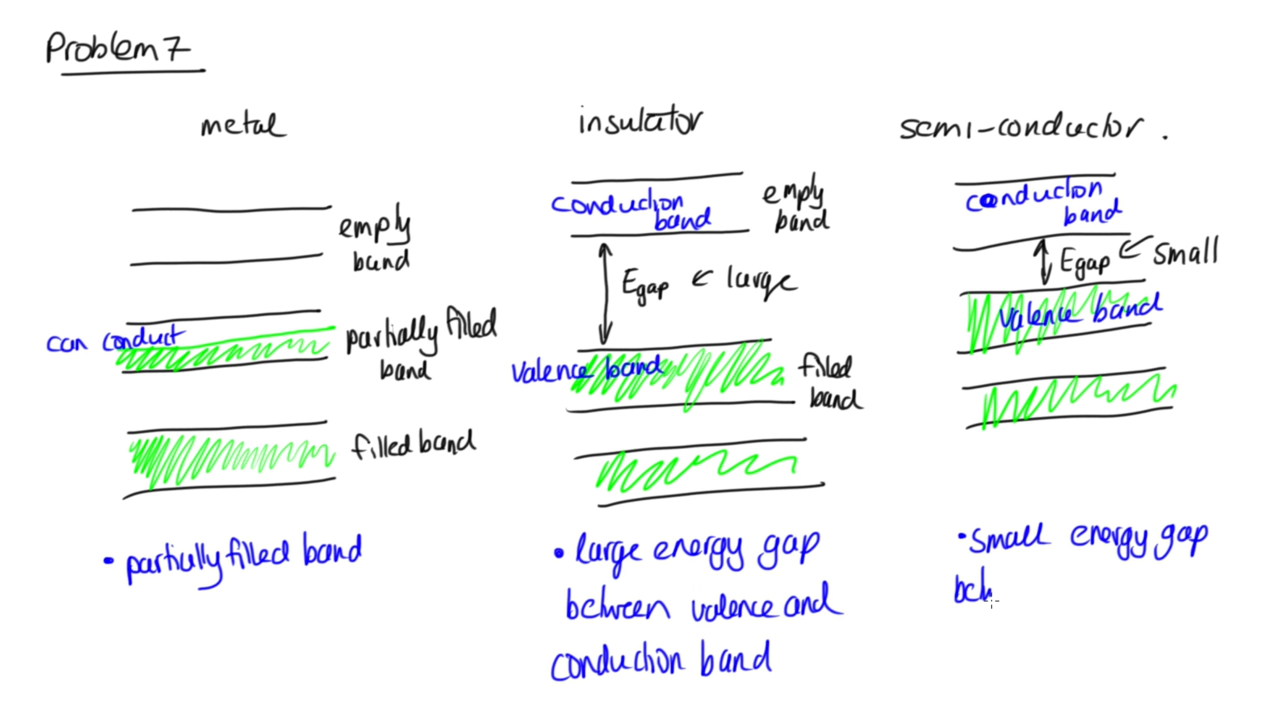 Problem 7
metal
empty
band
can conduct
partially filled
band
filled band
• partially filled band
insulator
conduction
band
empty
band
Egap ← large
valence band
filled
band
• large energy gap
between valence and
conduction band
semi-conductor.
conduction
band
Egap ← small
valence band
• small energy gap